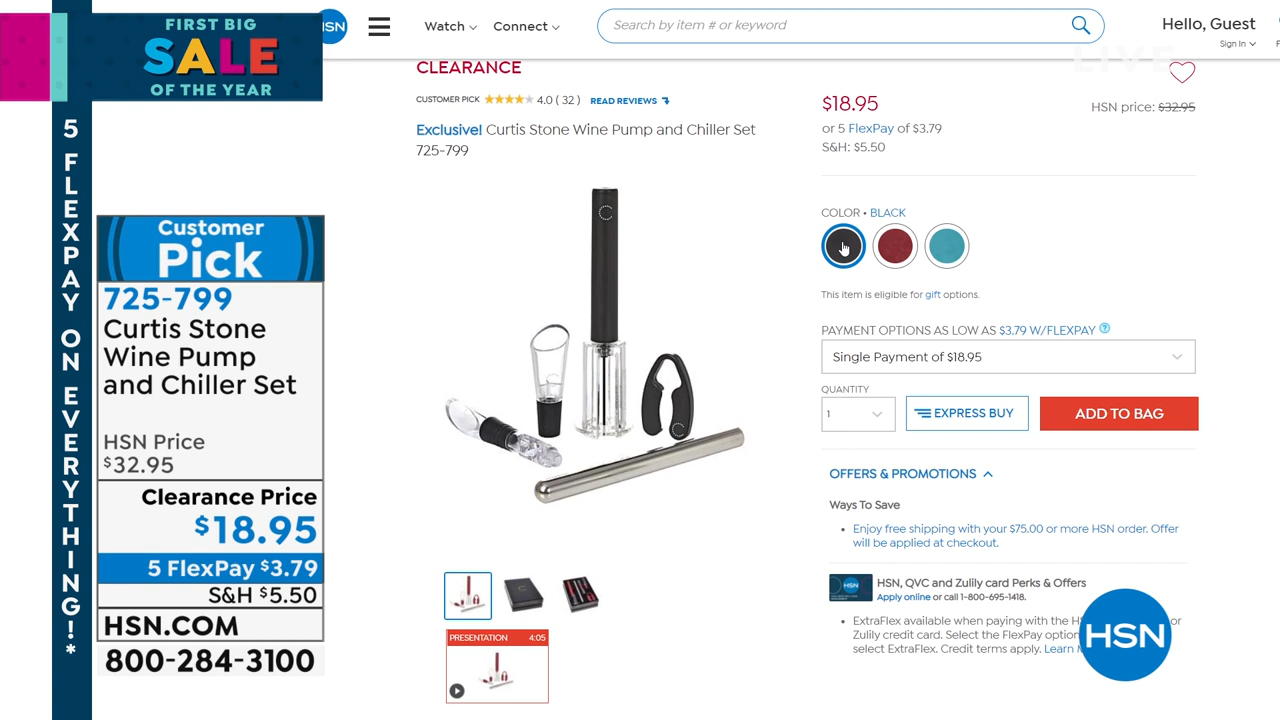 FIRST BIG
SALE
OF THE YEAR
5 FLEXPAY ON EVERYTHING!*
Customer
Pick
725-799
Curtis Stone
Wine Pump
and Chiller Set
HSN Price
$32.95
Clearance Price
$18.95
5 FlexPay $3.79
S&H $5.50
HSN.COM
800-284-3100
HSN
Watch
Connect
Search by item # or keyword
Hello, Guest
Sign In
LIVE
CLEARANCE
CUSTOMER PICK 4.0 ( 32 ) READ REVIEWS
Exclusive! Curtis Stone Wine Pump and Chiller Set
725-799
C
PRESENTATION 4:05
$18.95
HSN price: $32.95
or 5 FlexPay of $3.79
S&H: $5.50
COLOR • BLACK
This item is eligible for gift options.
PAYMENT OPTIONS AS LOW AS $3.79 W/FLEXPAY ?
Single Payment of $18.95
QUANTITY
1
EXPRESS BUY
ADD TO BAG
OFFERS & PROMOTIONS
Ways To Save
• Enjoy free shipping with your $75.00 or more HSN order. Offer
will be applied at checkout.
HSN
HSN, QVC and Zulily card Perks & Offers
Apply online or call 1-800-695-1418.
• ExtraFlex available when paying with the or
Zulily credit card. Select the FlexPay
select ExtraFlex. Credit terms apply. Learn
HSN